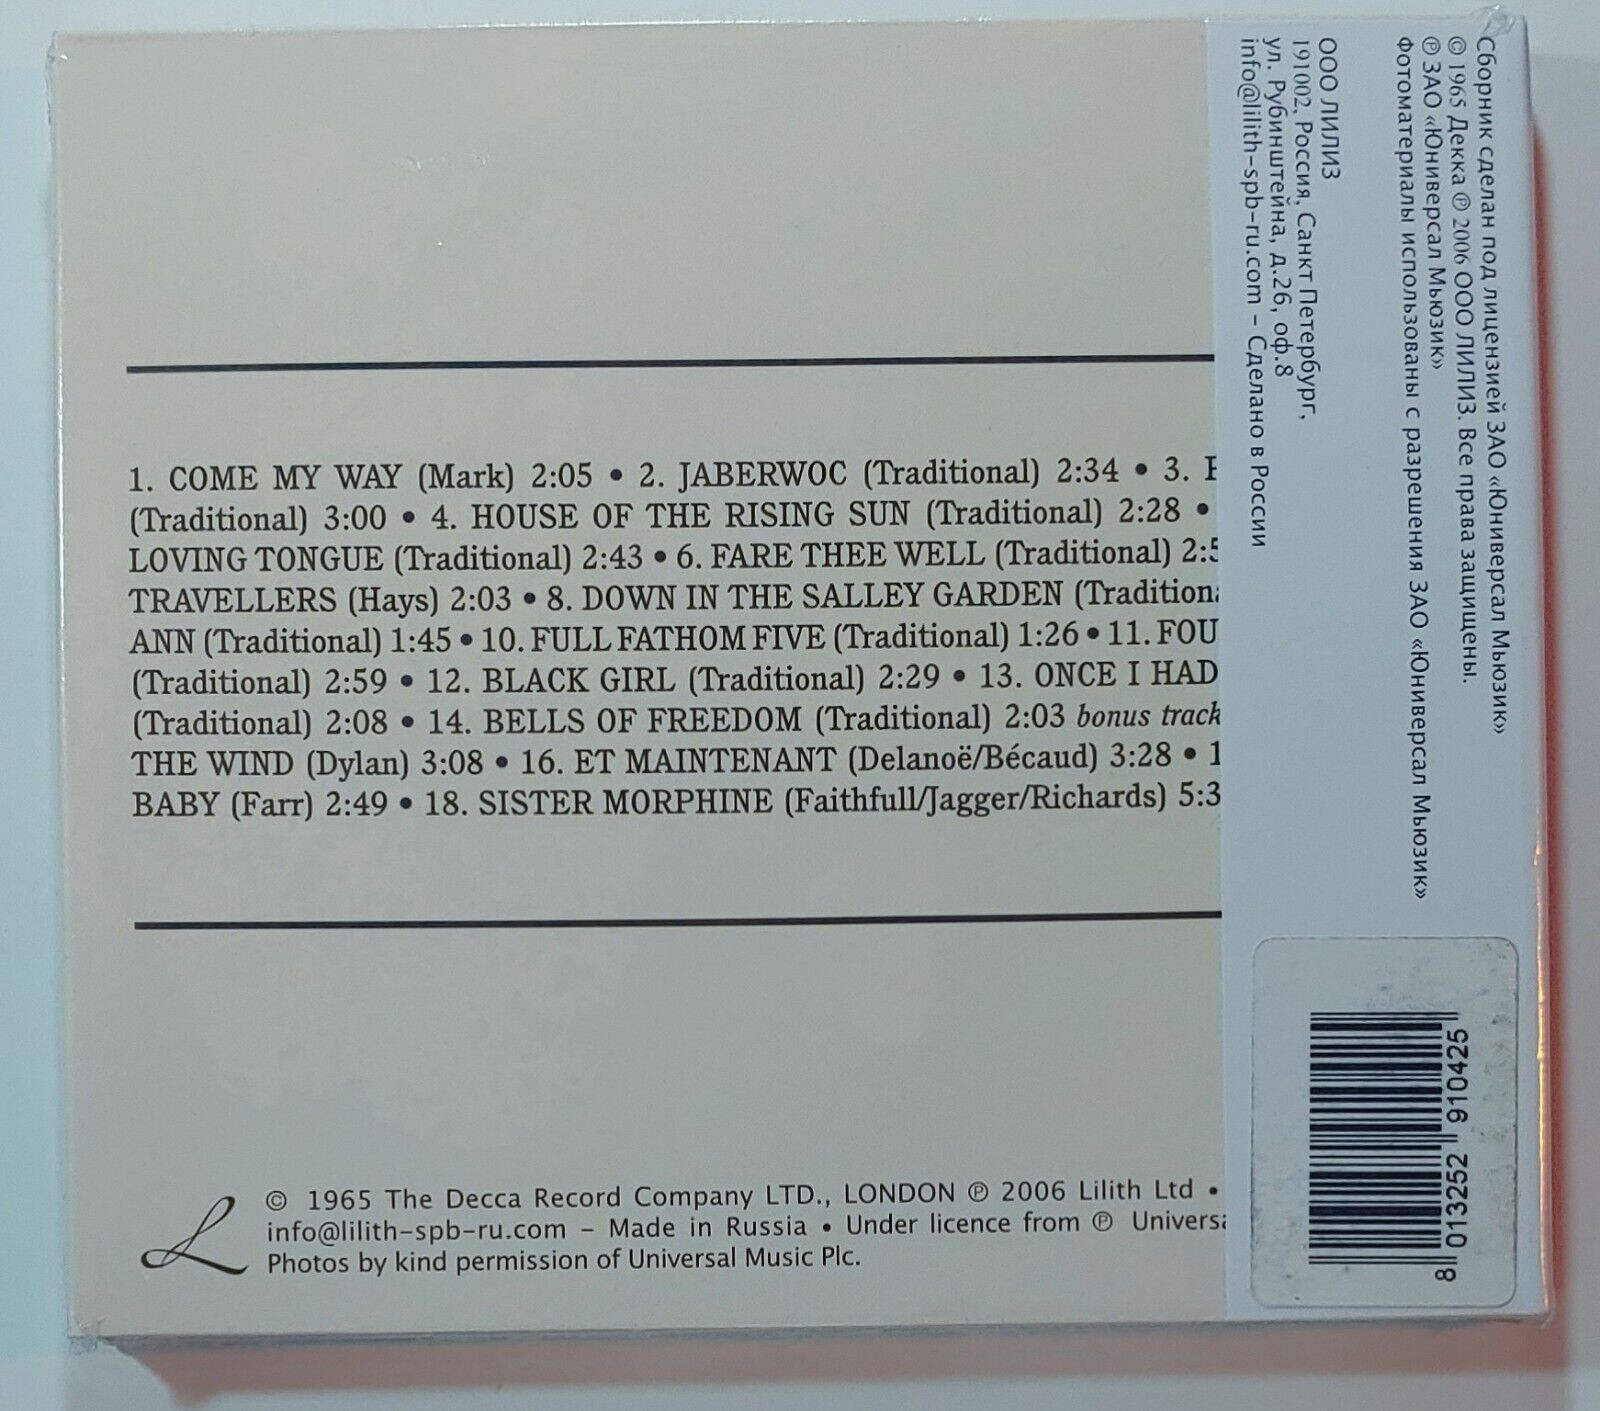 1. COME MY WAY (Mark) 2:05 • 2. JABERWOC (Traditional) 2:34 • 3.
(Traditional) 3:00 • 4. HOUSE OF THE RISING SUN (Traditional) 2:28 •
LOVING TONGUE (Traditional) 2:43 • 6. FARE THEE WELL (Traditional)
TRAVELLERS (Hays) 2:03 • 8. DOWN IN THE SALLEY GARDEN
ANN (Traditional) 1:45 • 10. FULL FATHOM FIVE (Traditional) 1:26 • 11. FOU
(Traditional) 2:59 • 12. BLACK GIRL (Traditional) 2:29 • 13. ONCE I HAD
(Traditional) 2:08 • 14. BELLS OF FREEDOM (Traditional) 2:03 bonus track
THE WIND (Dylan) 3:08 • 16. ET MAINTENANT (Delanoë/Bécaud) 3:28 •
BABY (Farr) 2:49 • 18. SISTER MORPHINE (Faithfull/Jagger/Richards)
© 1965 The Decca Record Company LTD., LONDON ℗ 2006 Lilith Ltd •
info@lilith-spb-ru.com – Made in Russia • Under licence from ℗
Photos by kind permission of Universal Music Plc.
Сборник сделан под лицензией ЗАО «Юниверсал Мьюзик»
© 1965 Декка ℗ 2006 ООО ЛИЛИЗ. Все права защищены.
℗ ЗАО «Юниверсал Мьюзик»
Фотоматериалы использованы с разрешения ЗАО «Юниверсал Мьюзик»
ООО ЛИЛИЗ
191002, Россия, Санкт Петербург,
ул. Рубинштейна, д.26, оф.8
info@lilith-spb-ru.com – Сделано в России
8 013252 910425